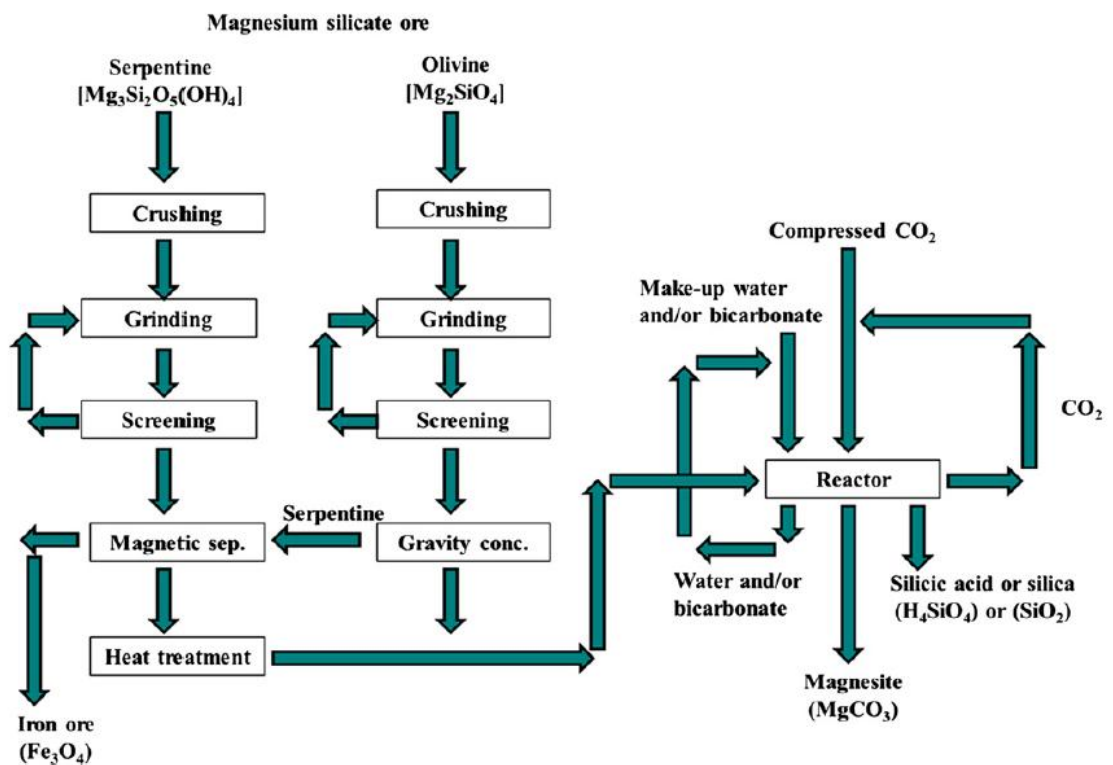 Magnesium silicate ore
Serpentine
[Mg₃Si₂O₅(OH)₄]
Olivine
[Mg₂SiO₄]
Crushing
Crushing
Compressed CO₂
Make-up water
and/or bicarbonate
Grinding
Grinding
Screening
Screening
CO₂
Reactor
Serpentine
Magnetic sep.
Gravity conc.
Water and/or
bicarbonate
Silicic acid or silica
(H₄SiO₄) or (SiO₂)
Heat treatment
Magnesite
(MgCO₃)
Iron ore
(Fe₃O₄)